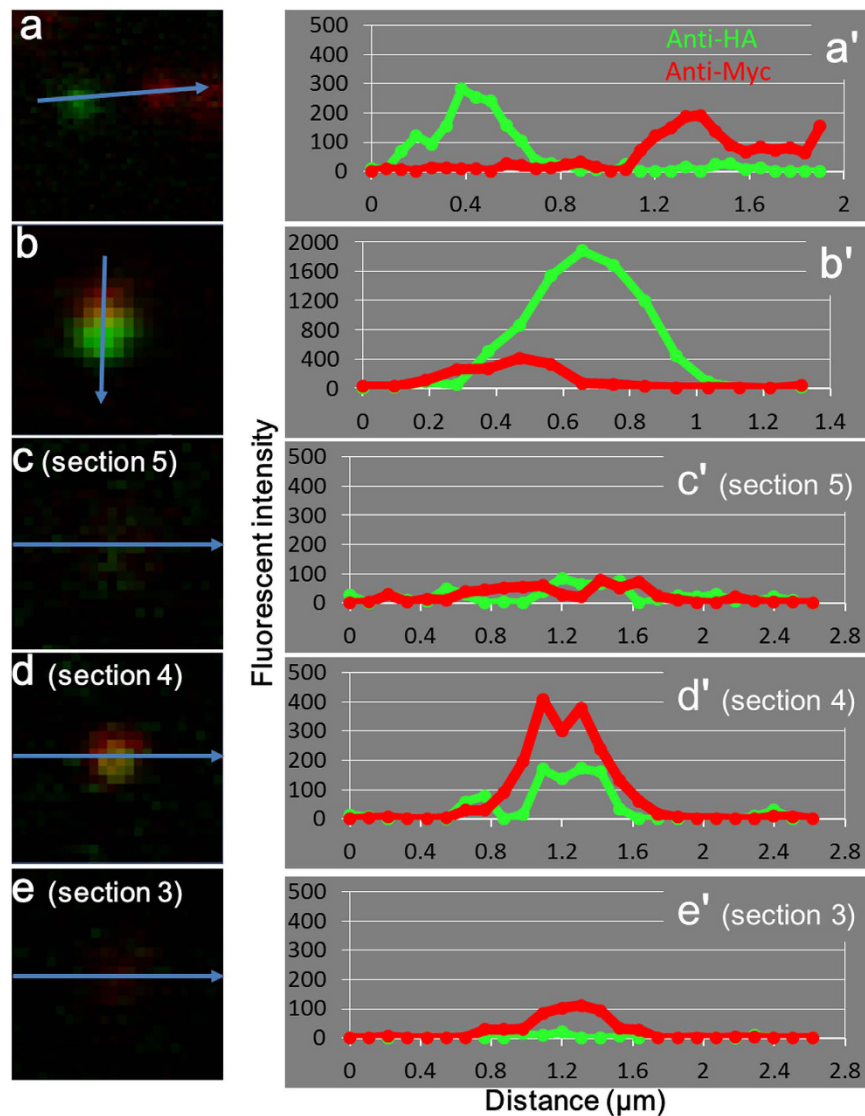 a
500
400
300
200
100
0
0 0.4 0.8 1.2 1.6 2
Anti-HA
Anti-Myc
a'
b
2000
1600
1200
800
400
0
0 0.2 0.4 0.6 0.8 1 1.2 1.4
b'
c (section 5)
500
400
300
200
100
0
0 0.4 0.8 1.2 1.6 2 2.4 2.8
c' (section 5)
d (section 4)
500
400
300
200
100
0
0 0.4 0.8 1.2 1.6 2 2.4 2.8
d' (section 4)
e (section 3)
500
400
300
200
100
0
0 0.4 0.8 1.2 1.6 2 2.4 2.8
e' (section 3)
Fluorescent intensity
Distance (μm)